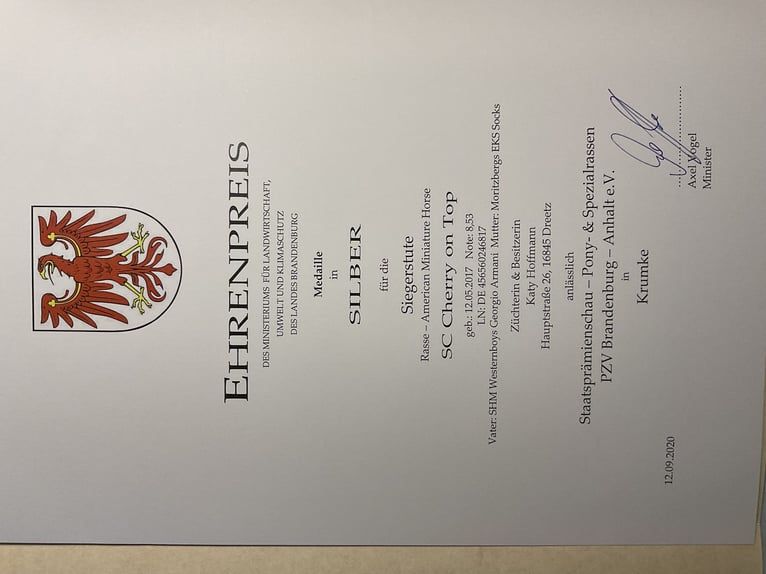 EHRENPREIS
DES MINISTERIUMS FÜR LANDWIRTSCHAFT,
UMWELT UND KLIMASCHUTZ
DES LANDES BRANDENBURG
Medaille
in
SILBER
für die
Siegerstute
Rasse – American Miniature Horse
SC Cherry on Top
geb.: 12.05.2017 Note: 8,53
LN: DE 456560246817
Vater: SHM Westernboys Georgio Armani Mutter: Moritzbergs EKS Socks
Züchterin & Besitzerin
Katy Hoffmann
Hauptstraße 26, 16845 Dreetz
anlässlich
Staatsprämienschau – Pony- & Spezialrassen
PZV Brandenburg – Anhalt e.V.
in
Krumke
12.09.2020
Axel Vogel
Minister